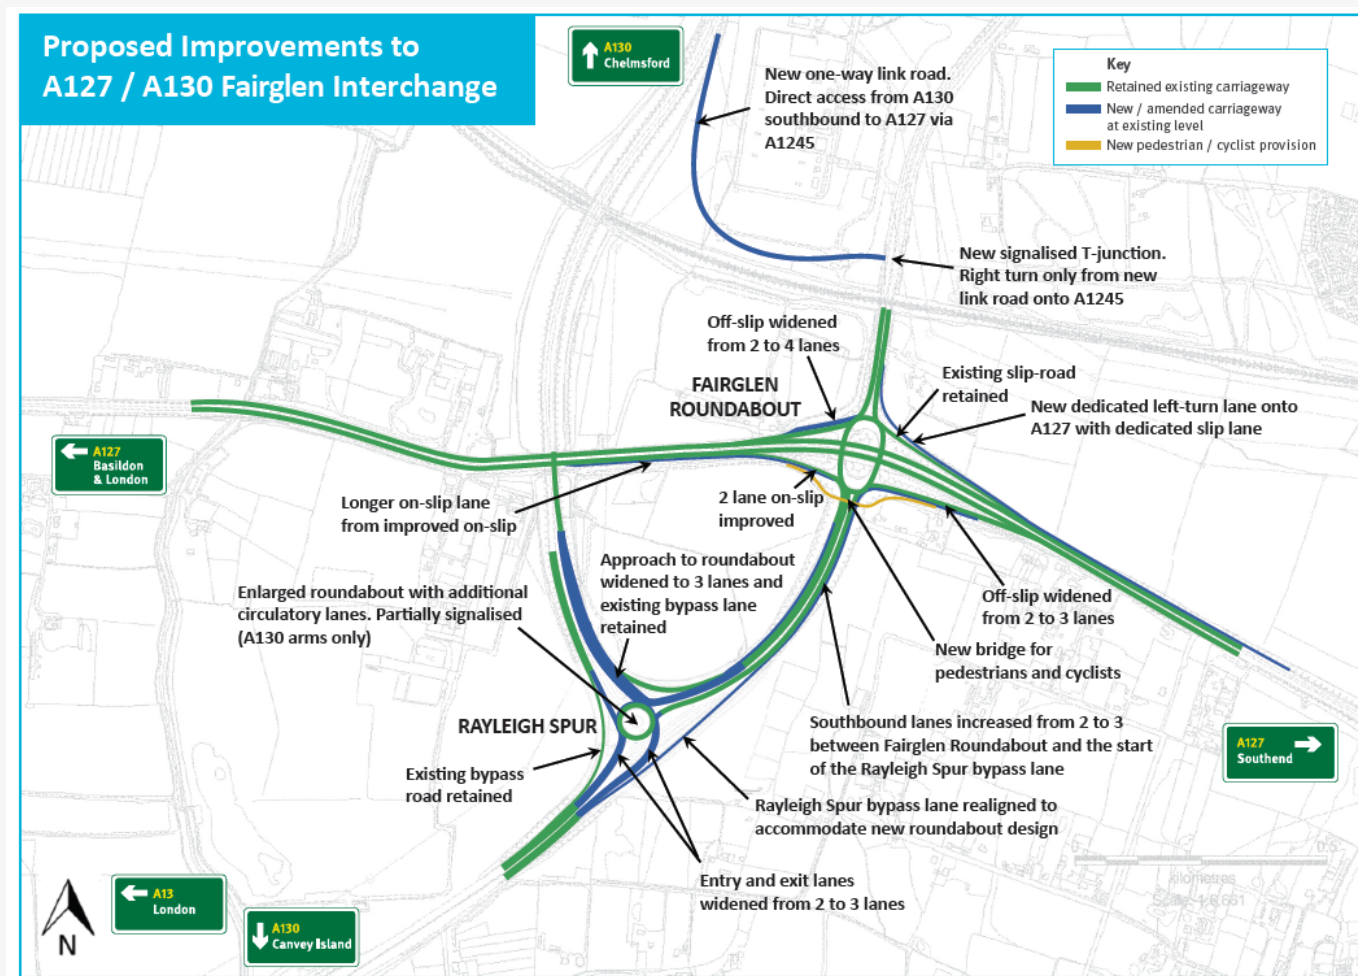 Proposed Improvements to
A127 / A130 Fairglen Interchange
A130
Chelmsford
New one-way link road.
Direct access from A130
southbound to A127 via
A1245
Key
Retained existing carriageway
New / amended carriageway
at existing level
New pedestrian / cyclist provision
New signalised T-junction.
Right turn only from new
link road onto A1245
Off-slip widened
from 2 to 4 lanes
FAIRGLEN
ROUNDABOUT
Existing slip-road
retained
New dedicated left-turn lane onto
A127 with dedicated slip lane
A127
Basildon
& London
Longer on-slip lane
from improved on-slip
2 lane on-slip
improved
Approach to roundabout
widened to 3 lanes and
existing bypass lane
retained
Enlarged roundabout with additional
circulatory lanes. Partially signalised
(A130 arms only)
Off-slip widened
from 2 to 3 lanes
New bridge for
pedestrians and cyclists
RAYLEIGH SPUR
Southbound lanes increased from 2 to 3
between Fairglen Roundabout and the start
of the Rayleigh Spur bypass lane
A127
Southend
Existing bypass
road retained
Rayleigh Spur bypass lane realigned to
accommodate new roundabout design
Entry and exit lanes
widened from 2 to 3 lanes
0
0.5
kilometres
Scale 1:6,661
A13
London
A130
Canvey Island
N